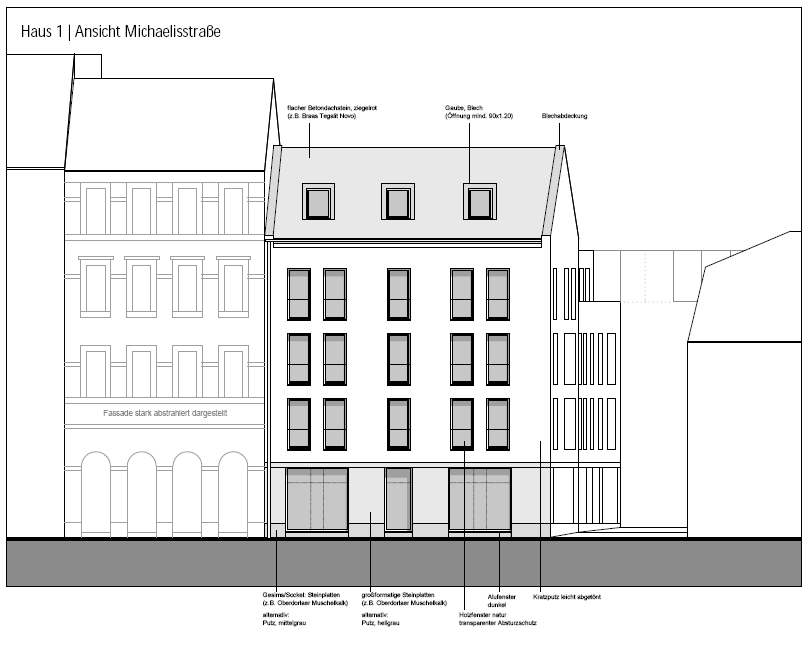 Haus 1 | Ansicht Michaelisstraße
flacher Betondachstein, ziegelrot
(z.B. Braas Tegalit Novo)
Gaube, Blech
(Öffnung mind. 90x1.20)
Blechabdeckung
Fassade stark abstrahiert dargestellt
Gesims/Sockel: Steinplatten
(z.B. Oberdorlaer Muschelkalk)
alternativ:
Putz, mittelgrau
großformatige Steinplatten
(z.B. Oberdorlaer Muschelkalk)
alternativ:
Putz, hellgrau
Alufenster
dunkel
Holzfenster natur
transparenter Absturzschutz
Kratzputz leicht abgetönt